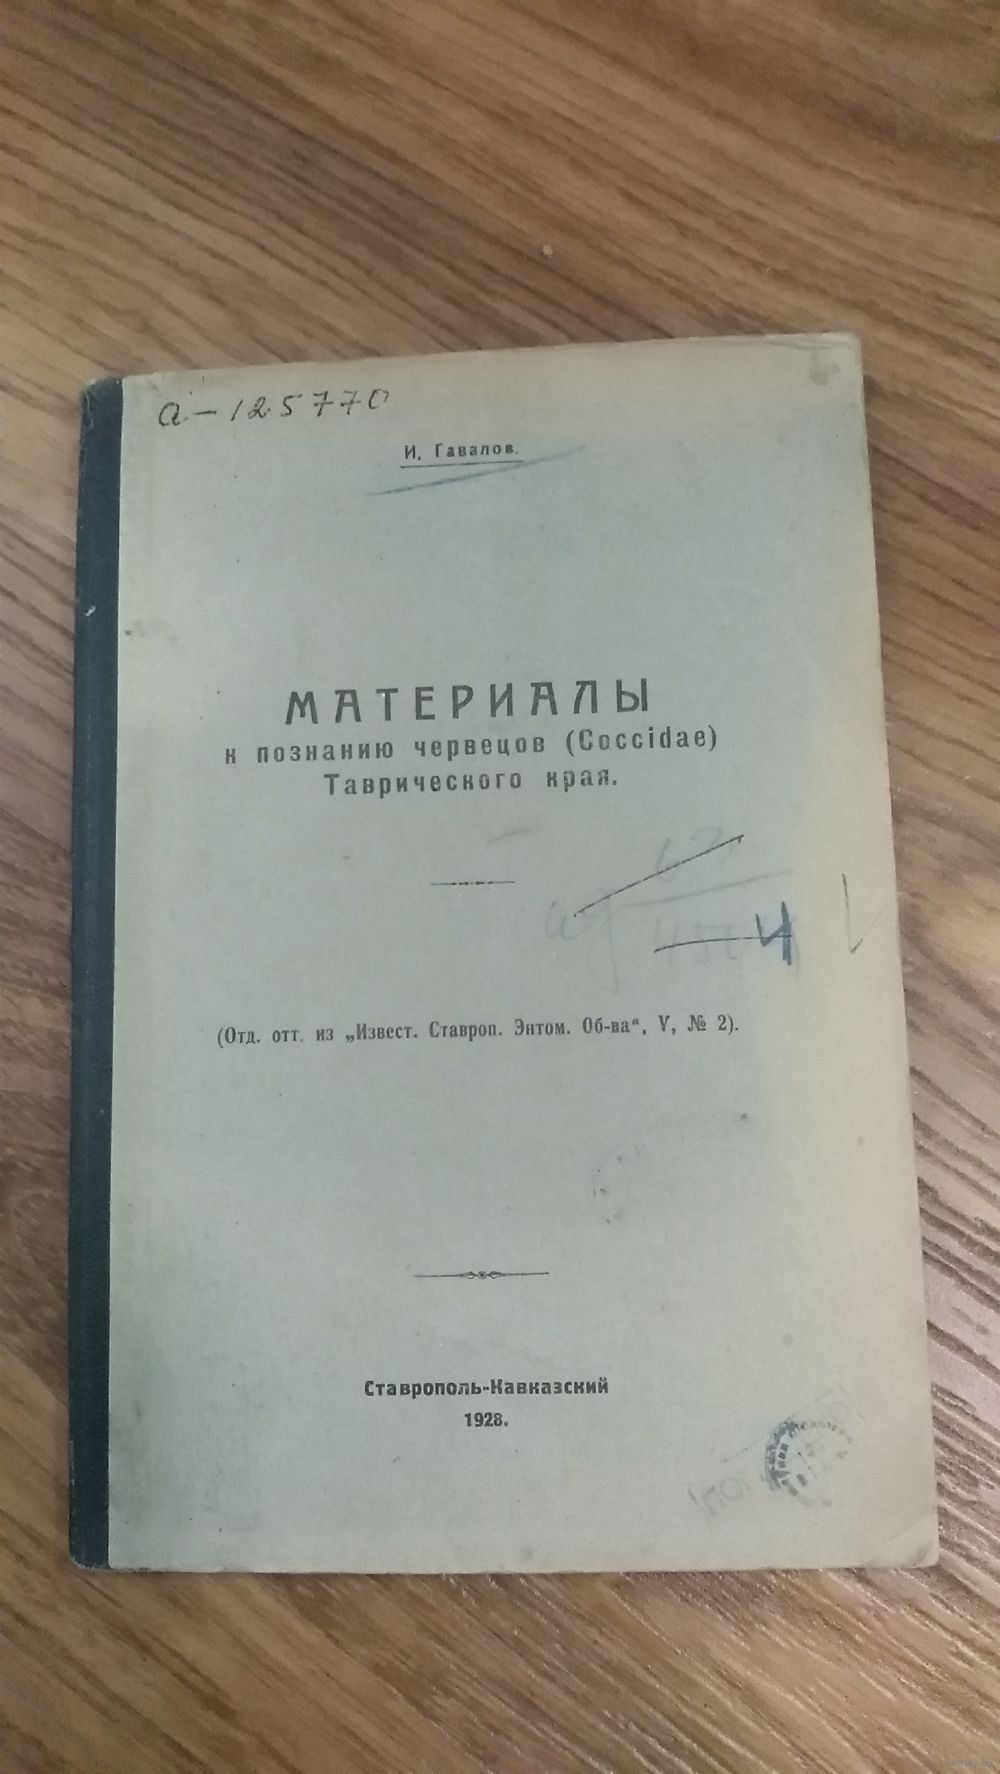 а-125770
И. Гавалов.
МАТЕРИАЛЫ
к познанию червецов (Coccidae)
Таврического края.
4
(Отд. отт. из „Извест. Ставроп. Энтом. Об-ва“, V, № 2).
Ставрополь-Кавказский
1928.